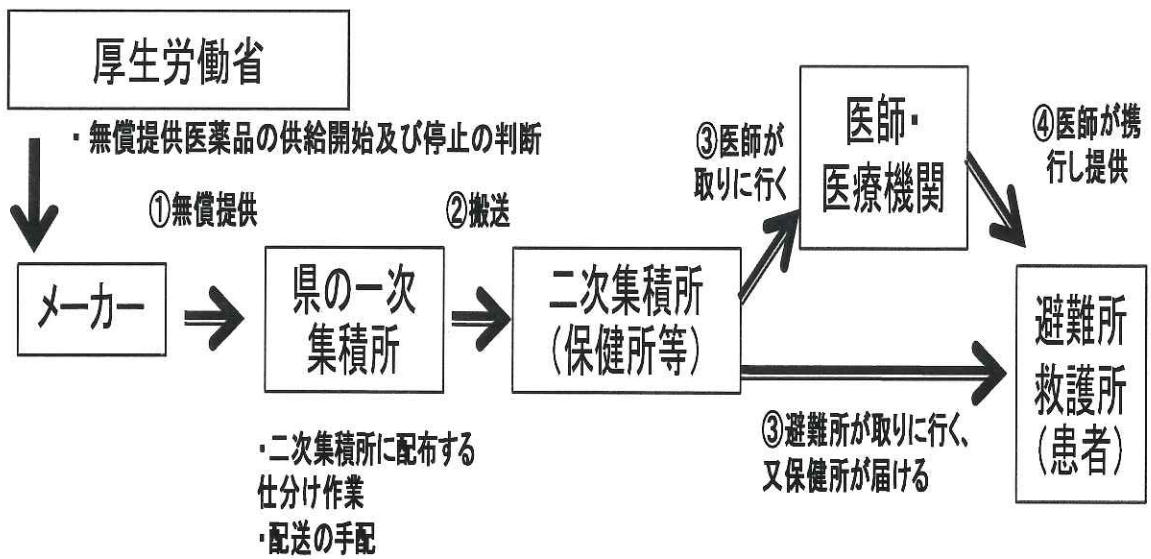 厚生労働省
・無償提供医薬品の供給開始及び停止の判断
①無償提供
②搬送
③医師が
取りに行く
医師・
医療機関
④医師が携
行し提供
メーカー
県の一次
集積所
二次集積所
(保健所等)
避難所
救護所
(患者)
・二次集積所に配布する
仕分け作業
・配送の手配
③避難所が取りに行く、
又保健所が届ける